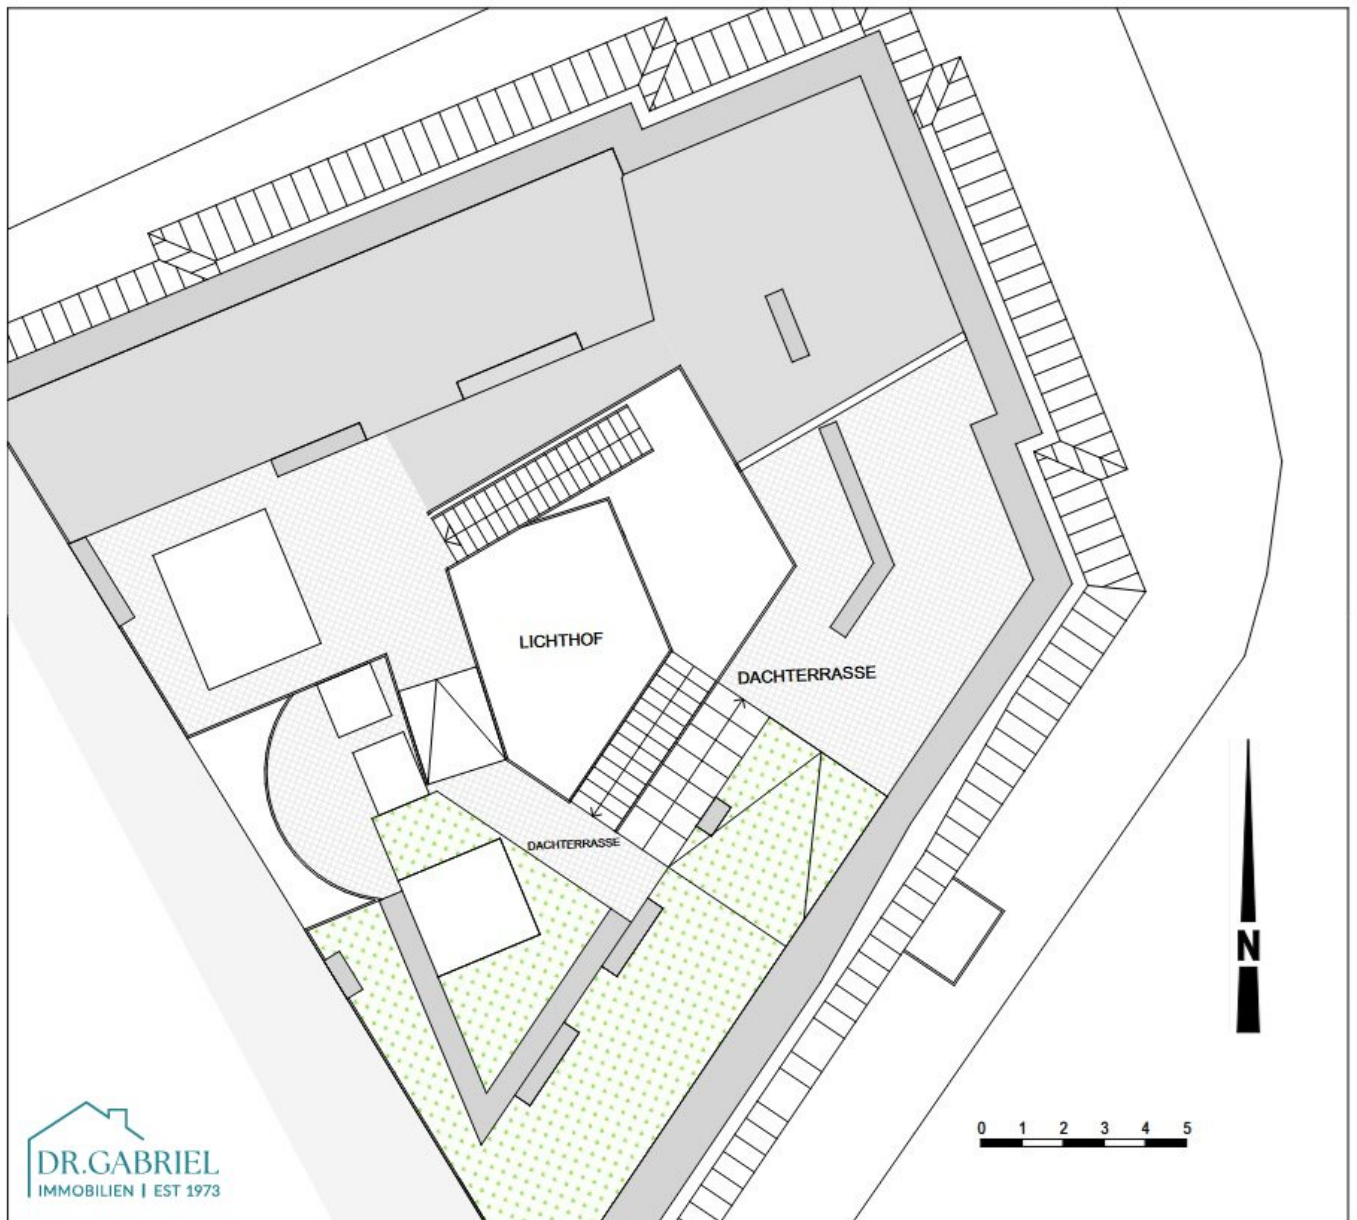 LICHTHOF
DACHTERRASSE
DACHTERRASSE
N
0 1 2 3 4 5
DR.GABRIEL
IMMOBILIEN | EST 1973